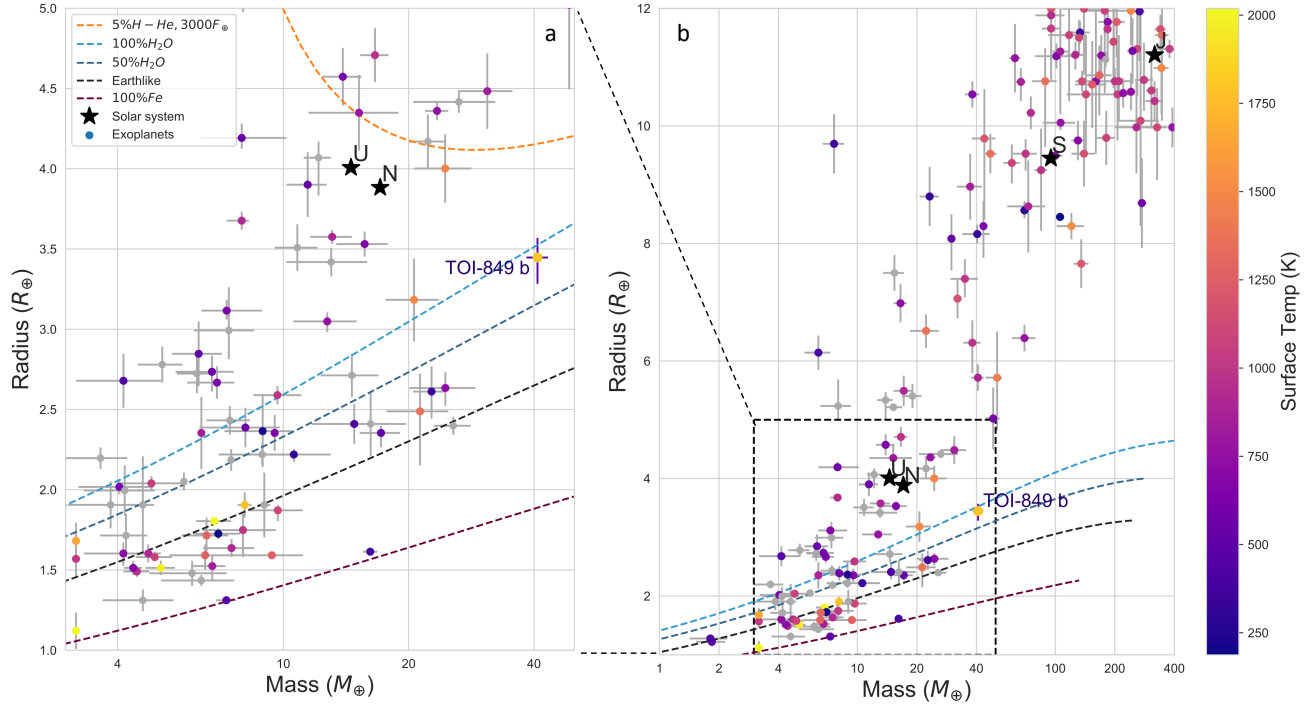 a
5%H − He, 3000F⊕
100%H₂O
50%H₂O
Earthlike
100%Fe
Solar system
Exoplanets
5.0
4.5
4.0
3.5
3.0
2.5
2.0
1.5
1.0
Radius (R⊕)
U
N
TOI-849 b
4
10
20
40
Mass (M⊕)
b
12
10
8
6
4
2
Radius (R⊕)
J
S
U
N
TOI-849 b
1
2
4
10
20
40
100
200
400
Mass (M⊕)
2000
1750
1500
1250
1000
750
500
250
Surface Temp (K)